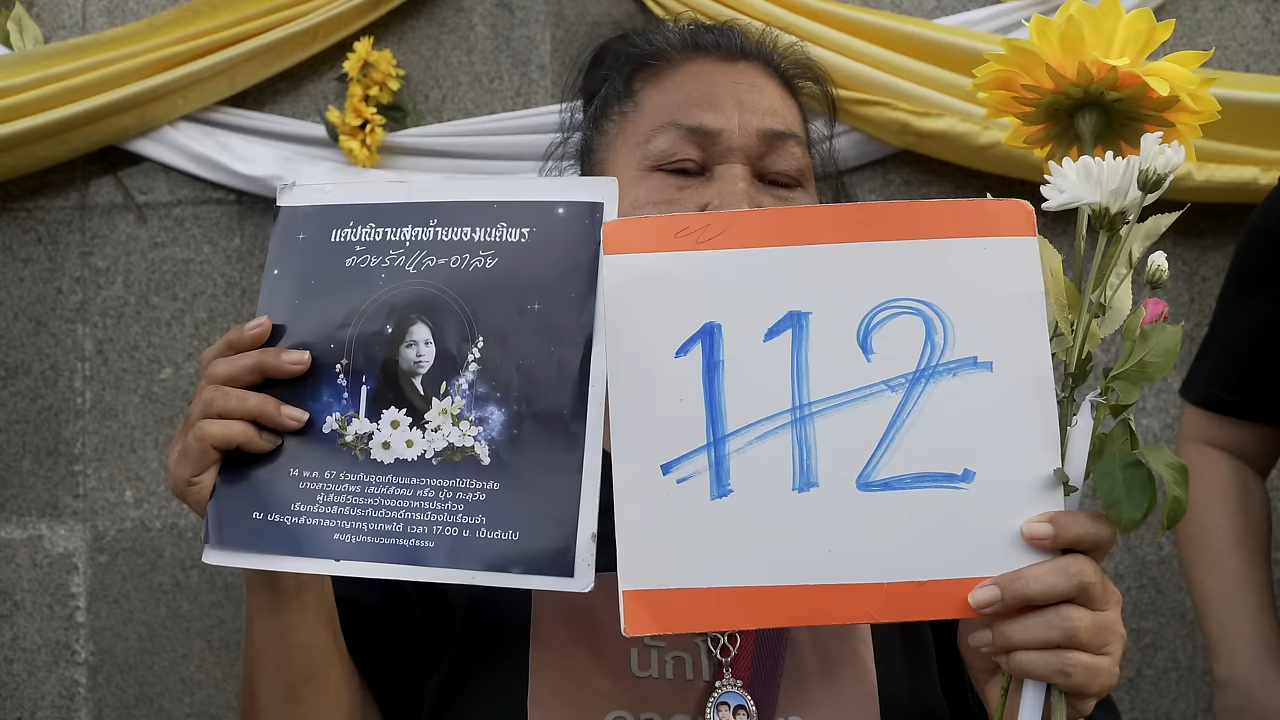 แด่ปณิธานสุดท้ายของเนติพร
ด้วยรักและอาลัย
14 พ.ค. 67 ร่วมกันจุดเทียนและวางดอกไม้ไว้อาลัย
นางสาวเนติพร เสน่ห์สังคม หรือ บุ้ง ทะลุวัง
ผู้เสียชีวิตระหว่างอดอาหารประท้วง
เรียกร้องสิทธิประกันตัวคดีการเมืองในเรือนจำ
ณ ประตูหลังศาลอาญากรุงเทพใต้ เวลา 17.00 น. เป็นต้นไป
#ปฏิรูปกระบวนการยุติธรรม
112